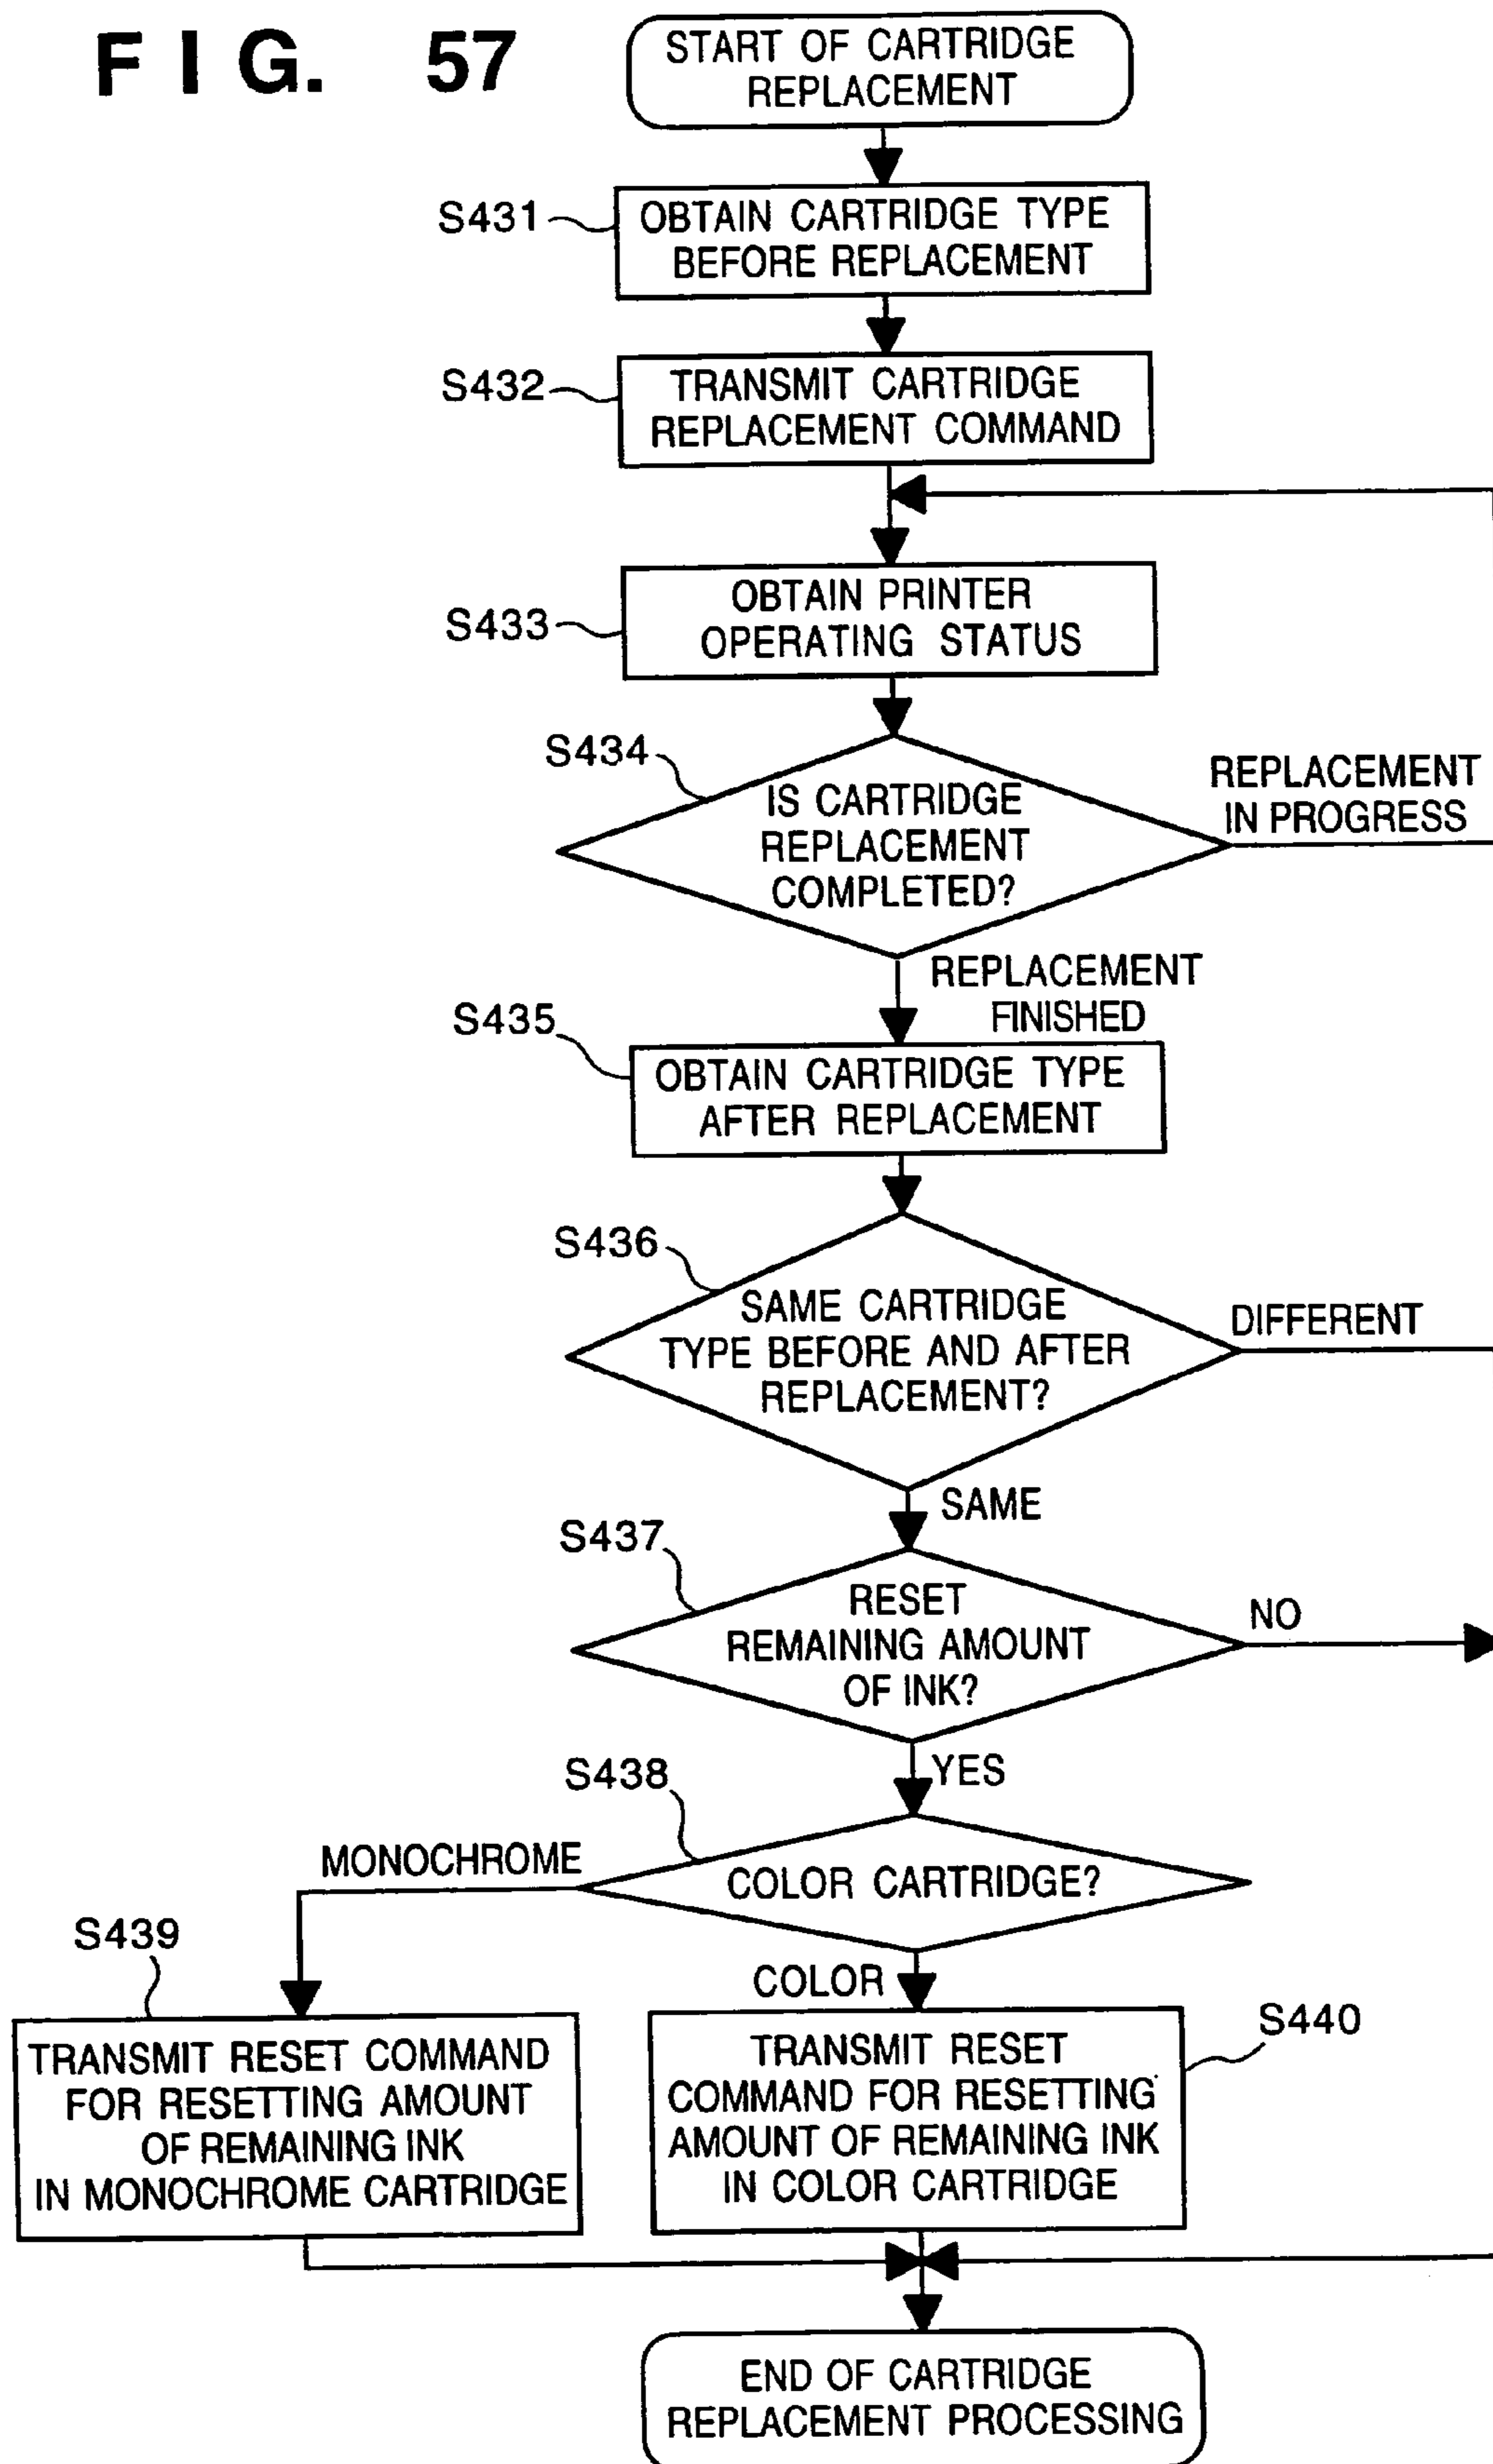 FIG. 57
START OF CARTRIDGE
REPLACEMENT
S431
OBTAIN CARTRIDGE TYPE
BEFORE REPLACEMENT
S432
TRANSMIT CARTRIDGE
REPLACEMENT COMMAND
S433
OBTAIN PRINTER
OPERATING STATUS
S434
IS CARTRIDGE
REPLACEMENT
COMPLETED?
REPLACEMENT
IN PROGRESS
REPLACEMENT
FINISHED
S435
OBTAIN CARTRIDGE TYPE
AFTER REPLACEMENT
S436
SAME CARTRIDGE
TYPE BEFORE AND AFTER
REPLACEMENT?
DIFFERENT
SAME
S437
RESET
REMAINING AMOUNT
OF INK?
NO
YES
S438
COLOR CARTRIDGE?
MONOCHROME
COLOR
S439
TRANSMIT RESET COMMAND
FOR RESETTING AMOUNT
OF REMAINING INK
IN MONOCHROME CARTRIDGE
S440
TRANSMIT RESET
COMMAND FOR RESETTING
AMOUNT OF REMAINING INK
IN COLOR CARTRIDGE
END OF CARTRIDGE
REPLACEMENT PROCESSING